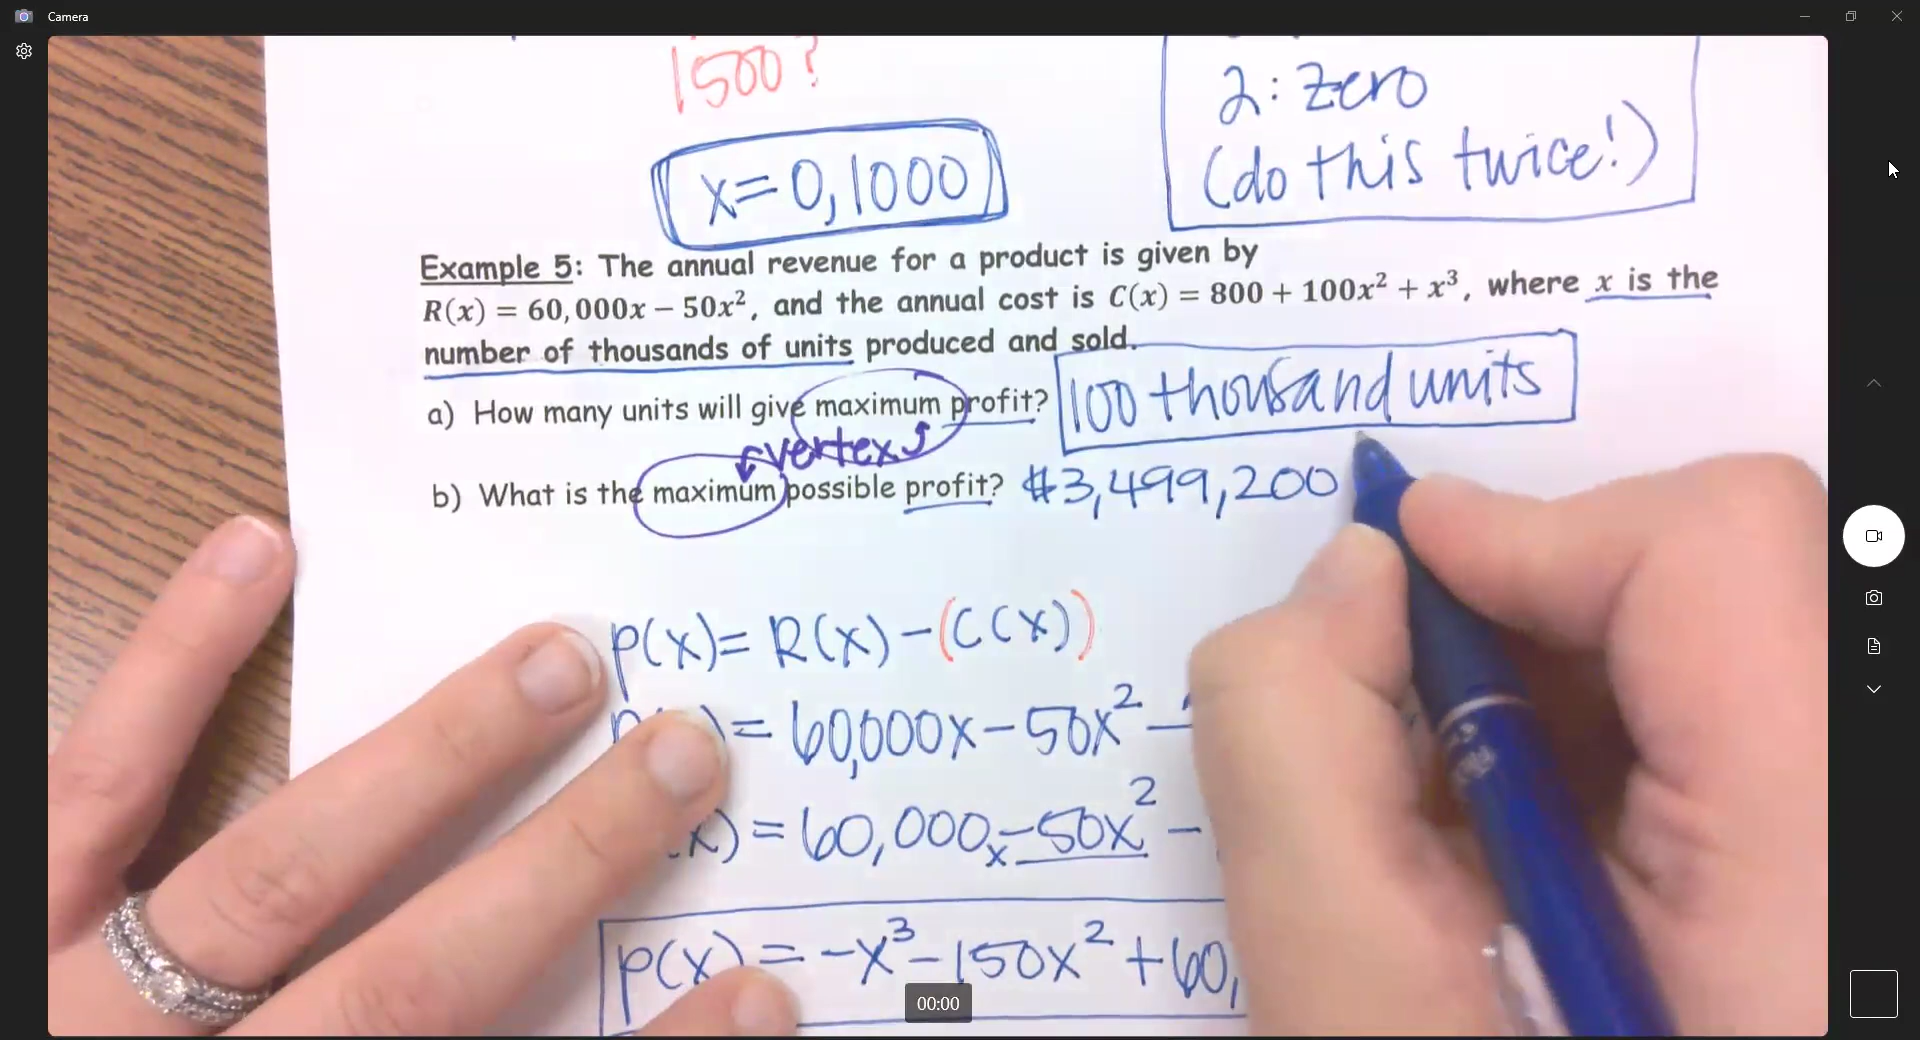 Camera
1500?
x=0,1000
2: zero
(do this twice!)
Example 5: The annual revenue for a product is given by
R(x) = 60,000x − 50x², and the annual cost is C(x) = 800 + 100x² + x³, where x is the
number of thousands of units produced and sold.
a) How many units will give maximum profit? 100 thousand units
vertex
b) What is the maximum possible profit? $3,499,200
P(x)= R(x) −(C(x))
= 60,000x−50x² −
x) = 60,000x −50x² −
P(x) = −x³−150x² +60,
00:00